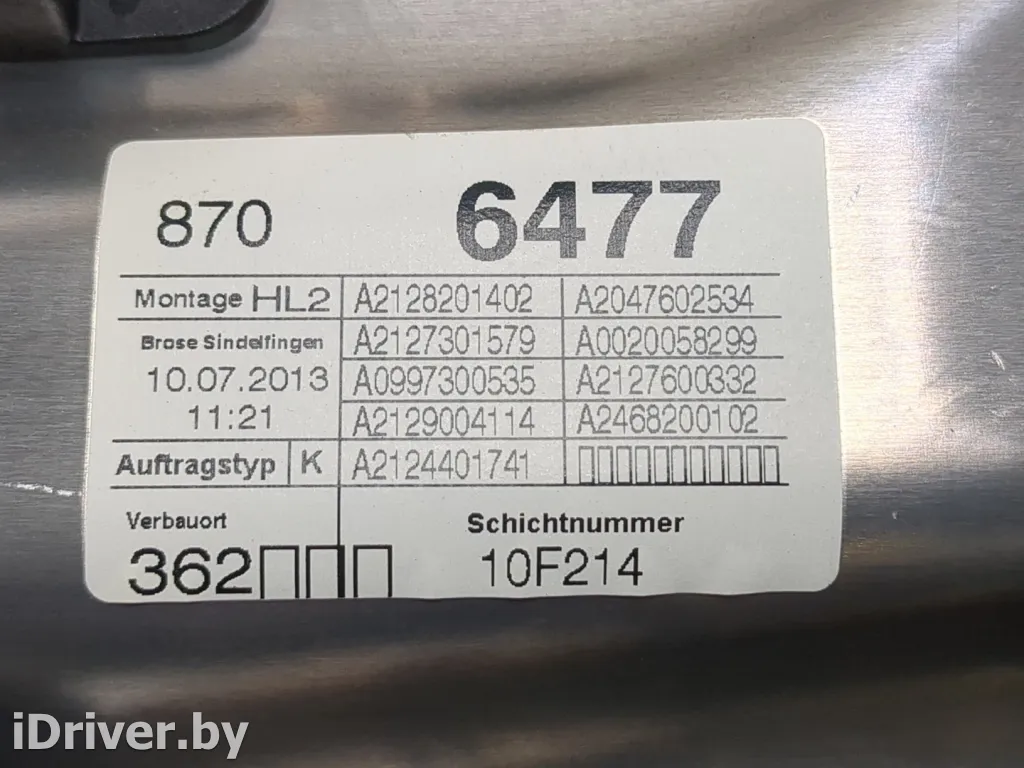 870 6477
Montage HL2 A2128201402 A2047602534
Brose Sindelfingen A2127301579 A0020058299
10.07.2013 A0997300535 A2127600332
11:21 A2129004114 A2468200102
Auftragstyp K A2124401741
Verbauort Schichtnummer
362 10F214
iDriver.by